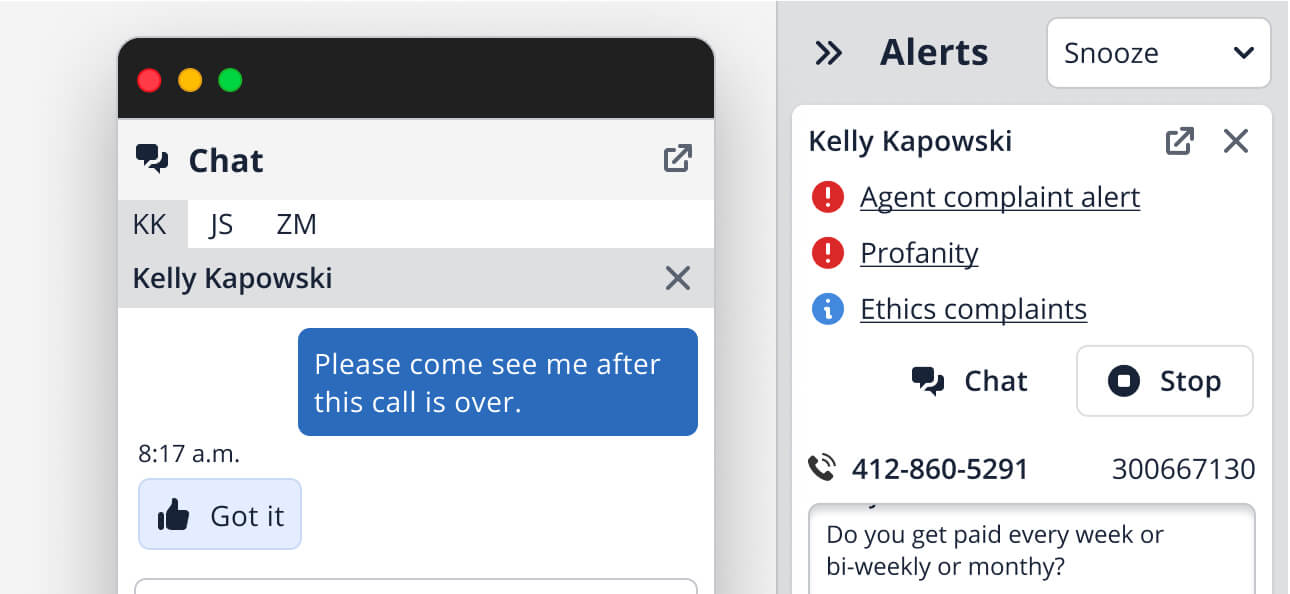 Chat
KK JS ZM
Kelly Kapowski
Please come see me after
this call is over.
8:17 a.m.
Got it
Alerts
Snooze
Kelly Kapowski
Agent complaint alert
Profanity
Ethics complaints
Chat
Stop
412-860-5291 300667130
Do you get paid every week or
bi-weekly or monthy?